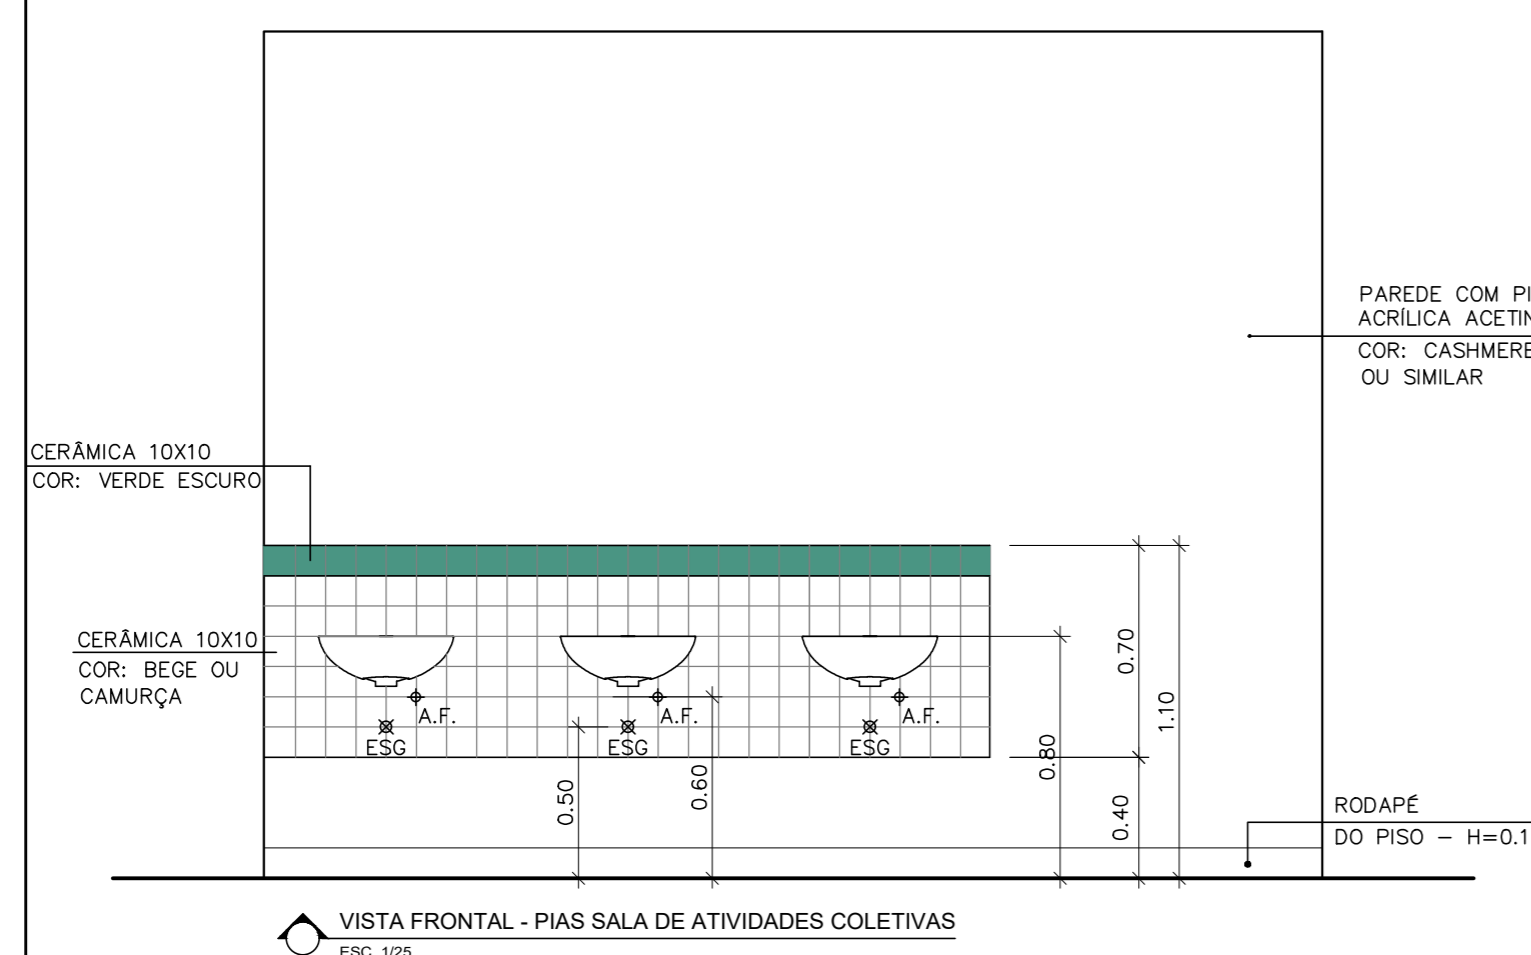 PAREDE COM
ACRÍLICA
COR: CASHMERE
OU SIMILAR
CERÂMICA 10X10
COR: VERDE ESCURO
CERÂMICA 10X10
COR: BEGE OU
CAMURÇA
A.F.
A.F.
A.F.
ESG
ESG
ESG
0.50
0.60
0.80
0.70
0.40
1.10
RODAPÉ
DO PISO – H=0.1
VISTA FRONTAL - PIAS SALA DE ATIVIDADES COLETIVAS
ESC. 1/25